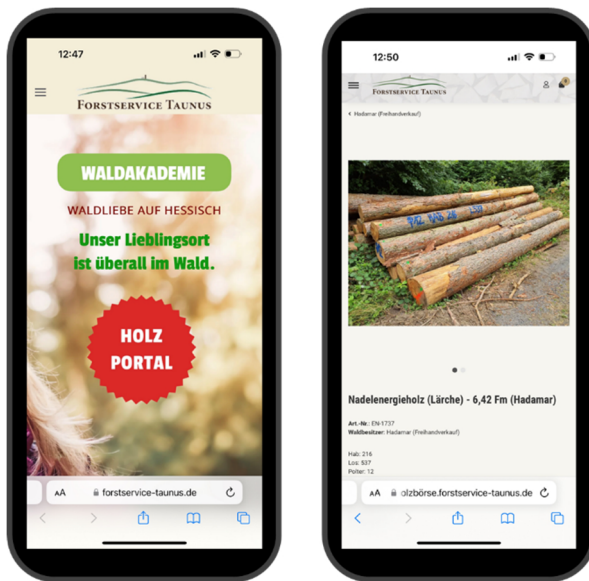 12:47
FORSTSERVICE TAUNUS
WALDAKADEMIE
WALDLIEBE AUF HESSISCH
Unser Lieblingsort
ist überall im Wald.
HOLZ
PORTAL
AA
forstservice-taunus.de
12:50
FORSTSERVICE TAUNUS
< Hadamar (Freihandverkauf)
Nadelenergieholz (Lärche) - 6,42 Fm (Hadamar)
Art.-Nr.: EN-1737
Waldbesitzer: Hadamar (Freihandverkauf)
Hab: 216
Los: 537
Polter: 12
AA
olzbörse.forstservice-taunus.de